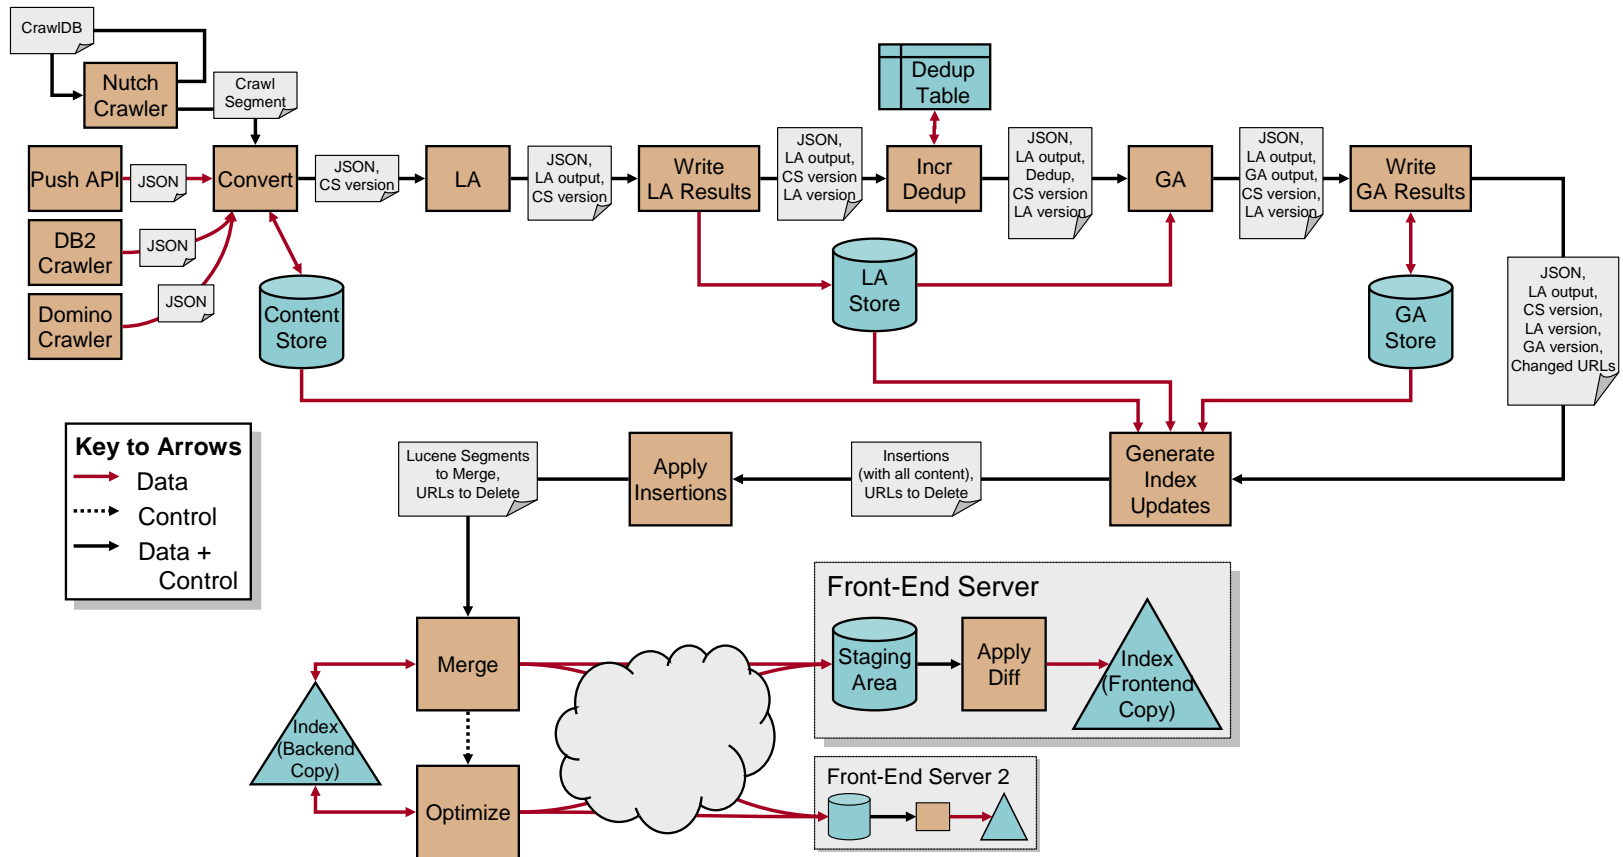 CrawlDB
Nutch
Crawler
Crawl
Segment
Dedup
Table
Push API
JSON
Convert
JSON,
CS version
LA
JSON,
LA output,
CS version
Write
LA Results
JSON,
LA output,
CS version
LA version
Incr
Dedup
JSON,
LA output,
Dedup,
CS version
LA version
GA
JSON,
LA output,
GA output,
CS version,
LA version
Write
GA Results
DB2
Crawler
JSON
Domino
Crawler
JSON
Content
Store
LA
Store
GA
Store
JSON,
LA output,
CS version,
LA version,
GA version,
Changed URLs
Key to Arrows
Data
Control
Data +
Control
Lucene Segments
to Merge,
URLs to Delete
Apply
Insertions
Insertions
(with all content),
URLs to Delete
Generate
Index
Updates
Front-End Server
Merge
Staging
Area
Apply
Diff
Index
(Frontend
Copy)
Index
(Backend
Copy)
Optimize
Front-End Server 2